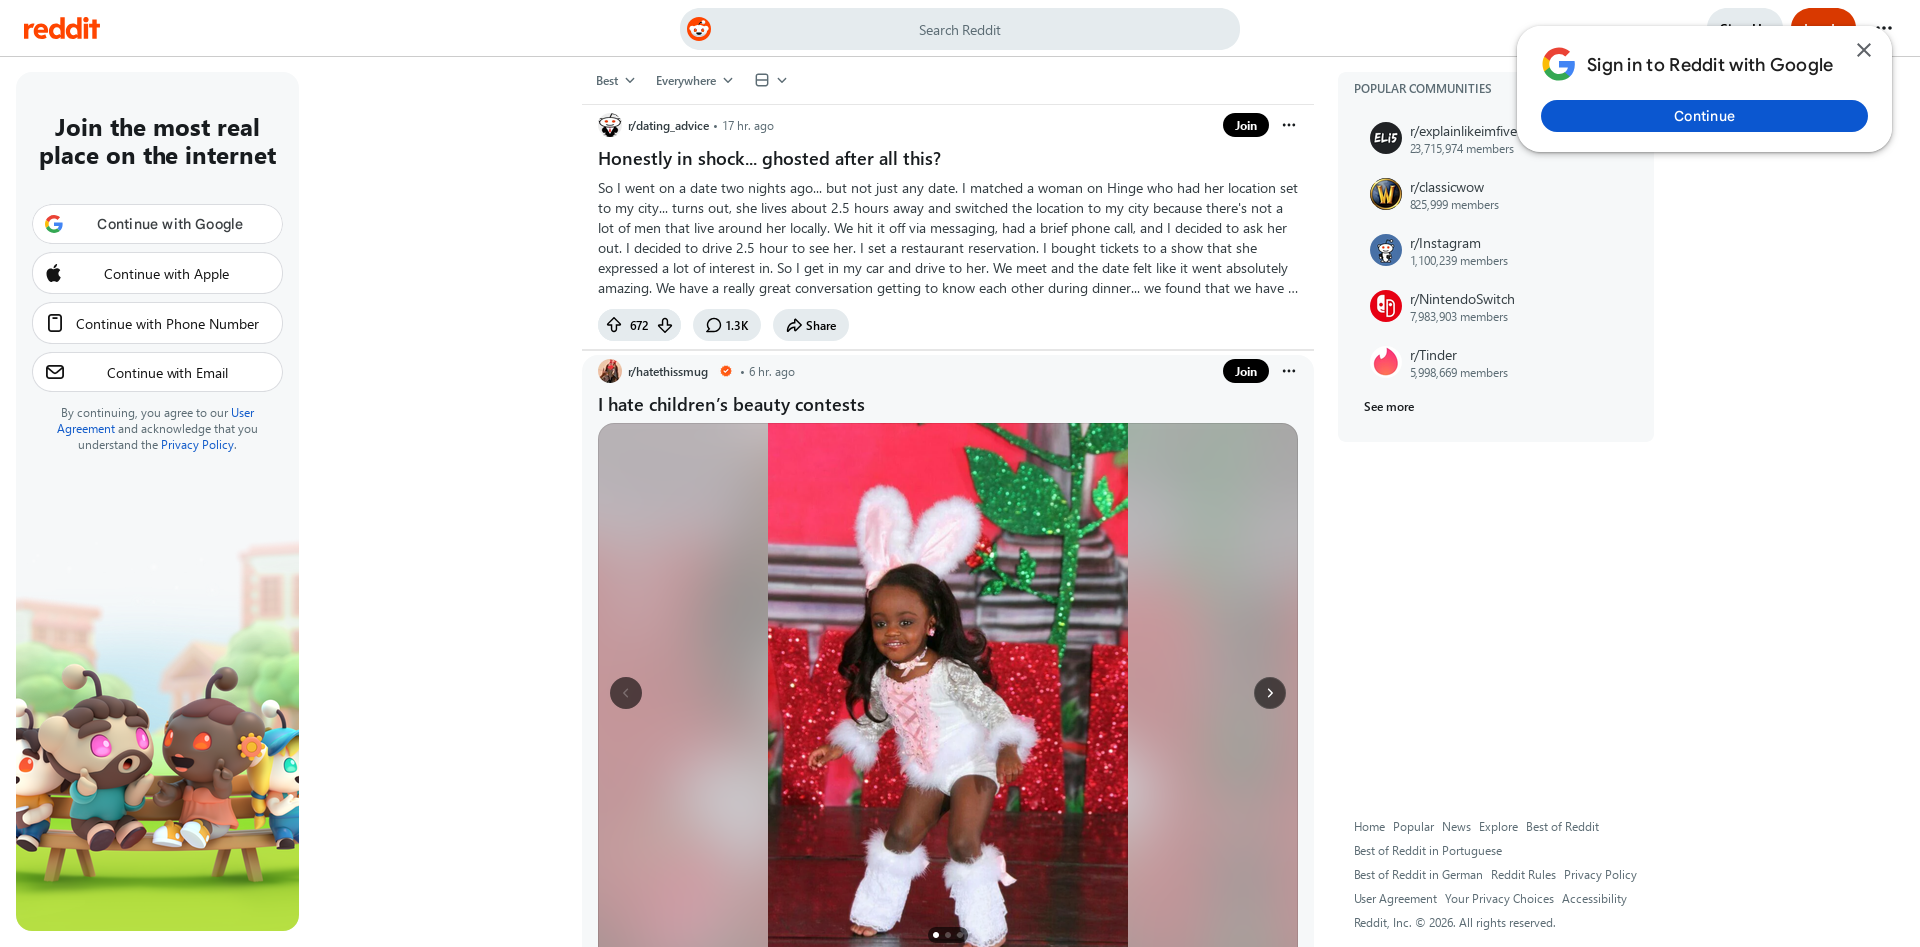 reddit
Search Reddit
Sign in to Reddit with Google
Continue
Join the most real
place on the internet
Continue with Google
Continue with Apple
Continue with Phone Number
Continue with Email
By continuing, you agree to our User
Agreement and acknowledge that you
understand the Privacy Policy.
Best
Everywhere
r/dating_advice • 17 hr. ago
Join
Honestly in shock... ghosted after all this?
So I went on a date two nights ago... but not just any date. I matched a woman on Hinge who had her location set
to my city... turns out, she lives about 2.5 hours away and switched the location to my city because there's not a
lot of men that live around her locally. We hit it off via messaging, had a brief phone call, and I decided to ask her
out. I decided to drive 2.5 hour to see her. I set a restaurant reservation. I bought tickets to a show that she
expressed a lot of interest in. So I get in my car and drive to her. We meet and the date felt like it went absolutely
amazing. We have a really great conversation getting to know each other during dinner... we found that we have ...
672
1.3K
Share
r/hatethissmug • 6 hr. ago
Join
I hate children’s beauty contests
POPULAR COMMUNITIES
ELI5
r/explainlikeimfive
23,715,974 members
W
r/classicwow
825,999 members
r/Instagram
1,100,239 members
r/NintendoSwitch
7,983,903 members
r/Tinder
5,998,669 members
See more
Home Popular News Explore Best of Reddit
Best of Reddit in Portuguese
Best of Reddit in German Reddit Rules Privacy Policy
User Agreement Your Privacy Choices Accessibility
Reddit, Inc. © 2026. All rights reserved.